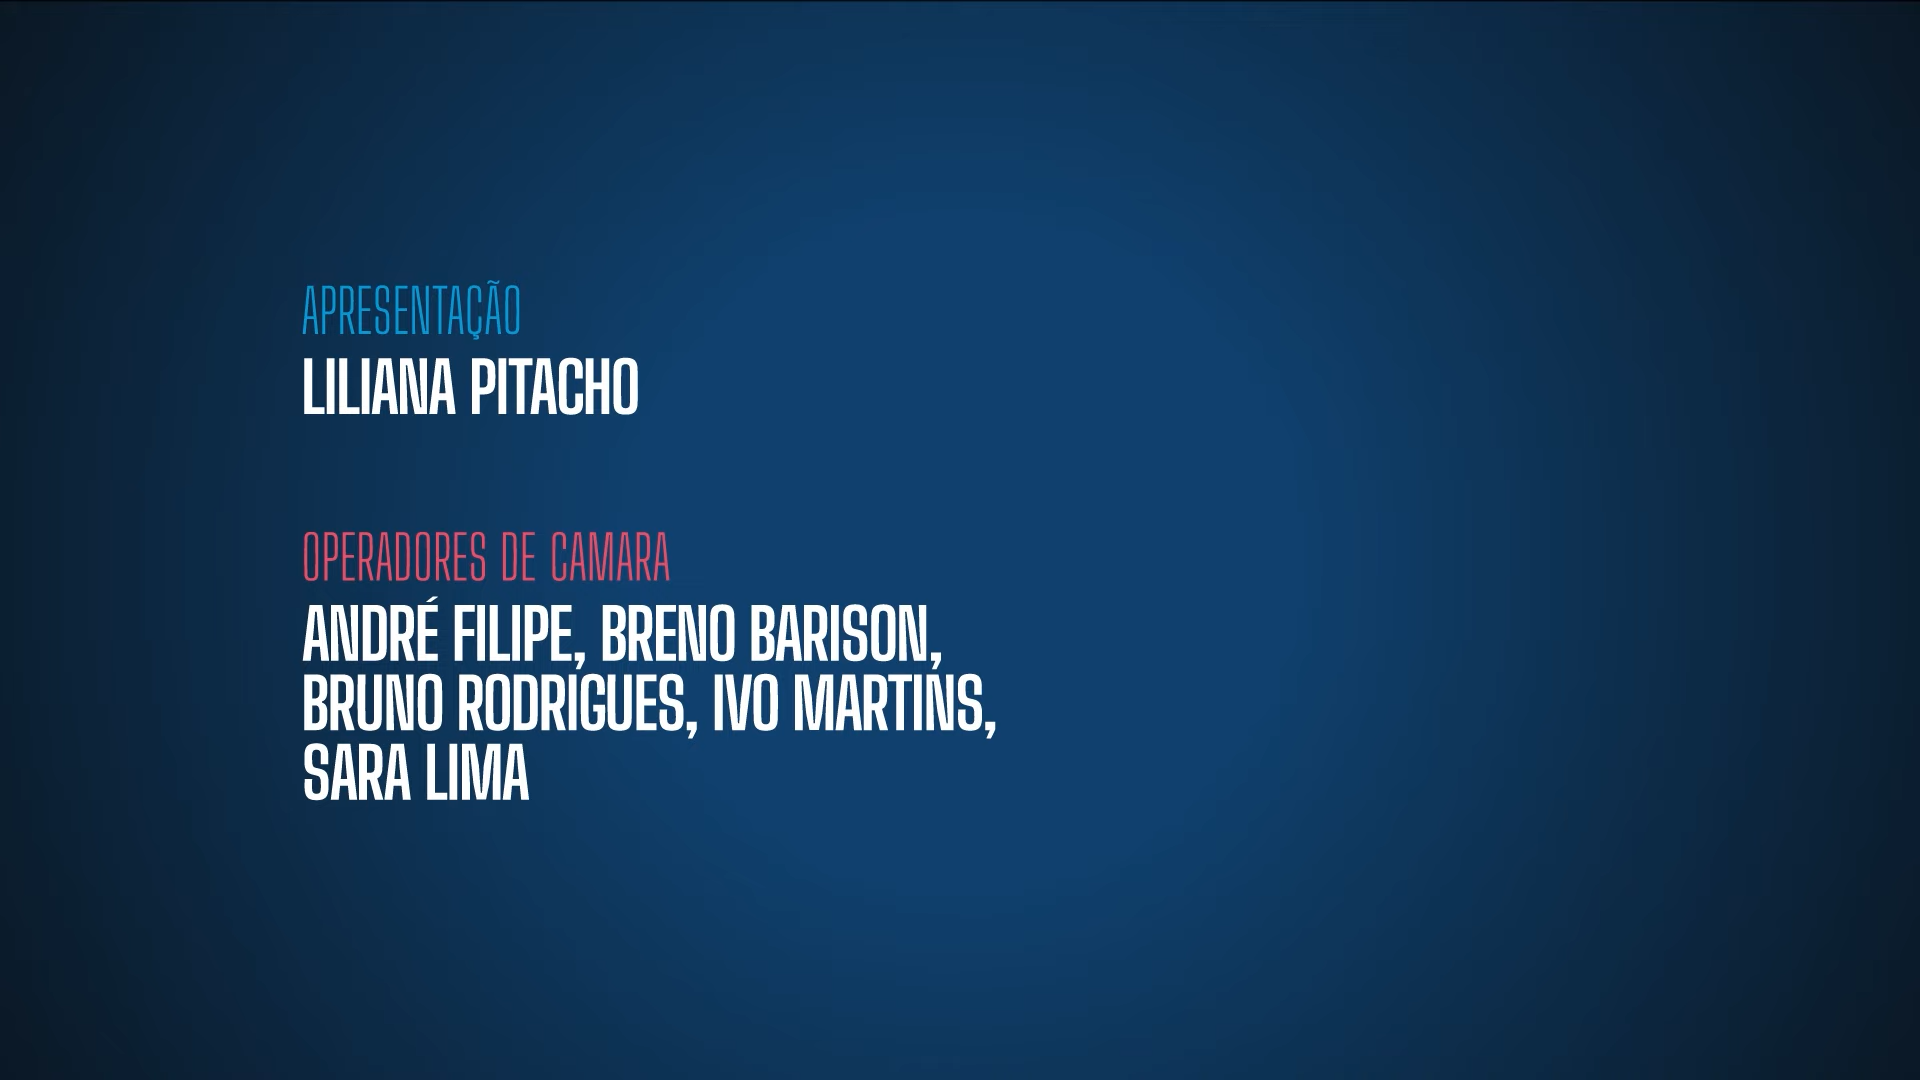 APRESENTAÇÃO
LILIANA PITACHO
OPERADORES DE CAMARA
ANDRÉ FILIPE, BRENO BARISON,
BRUNO RODRIGUES, IVO MARTINS,
SARA LIMA